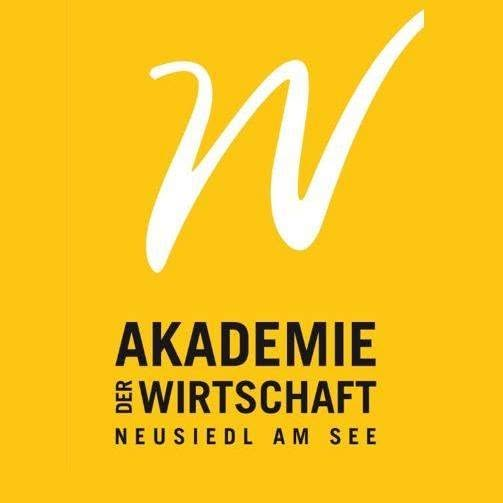 W
AKADEMIE
DER WIRTSCHAFT
NEUSIEDL AM SEE